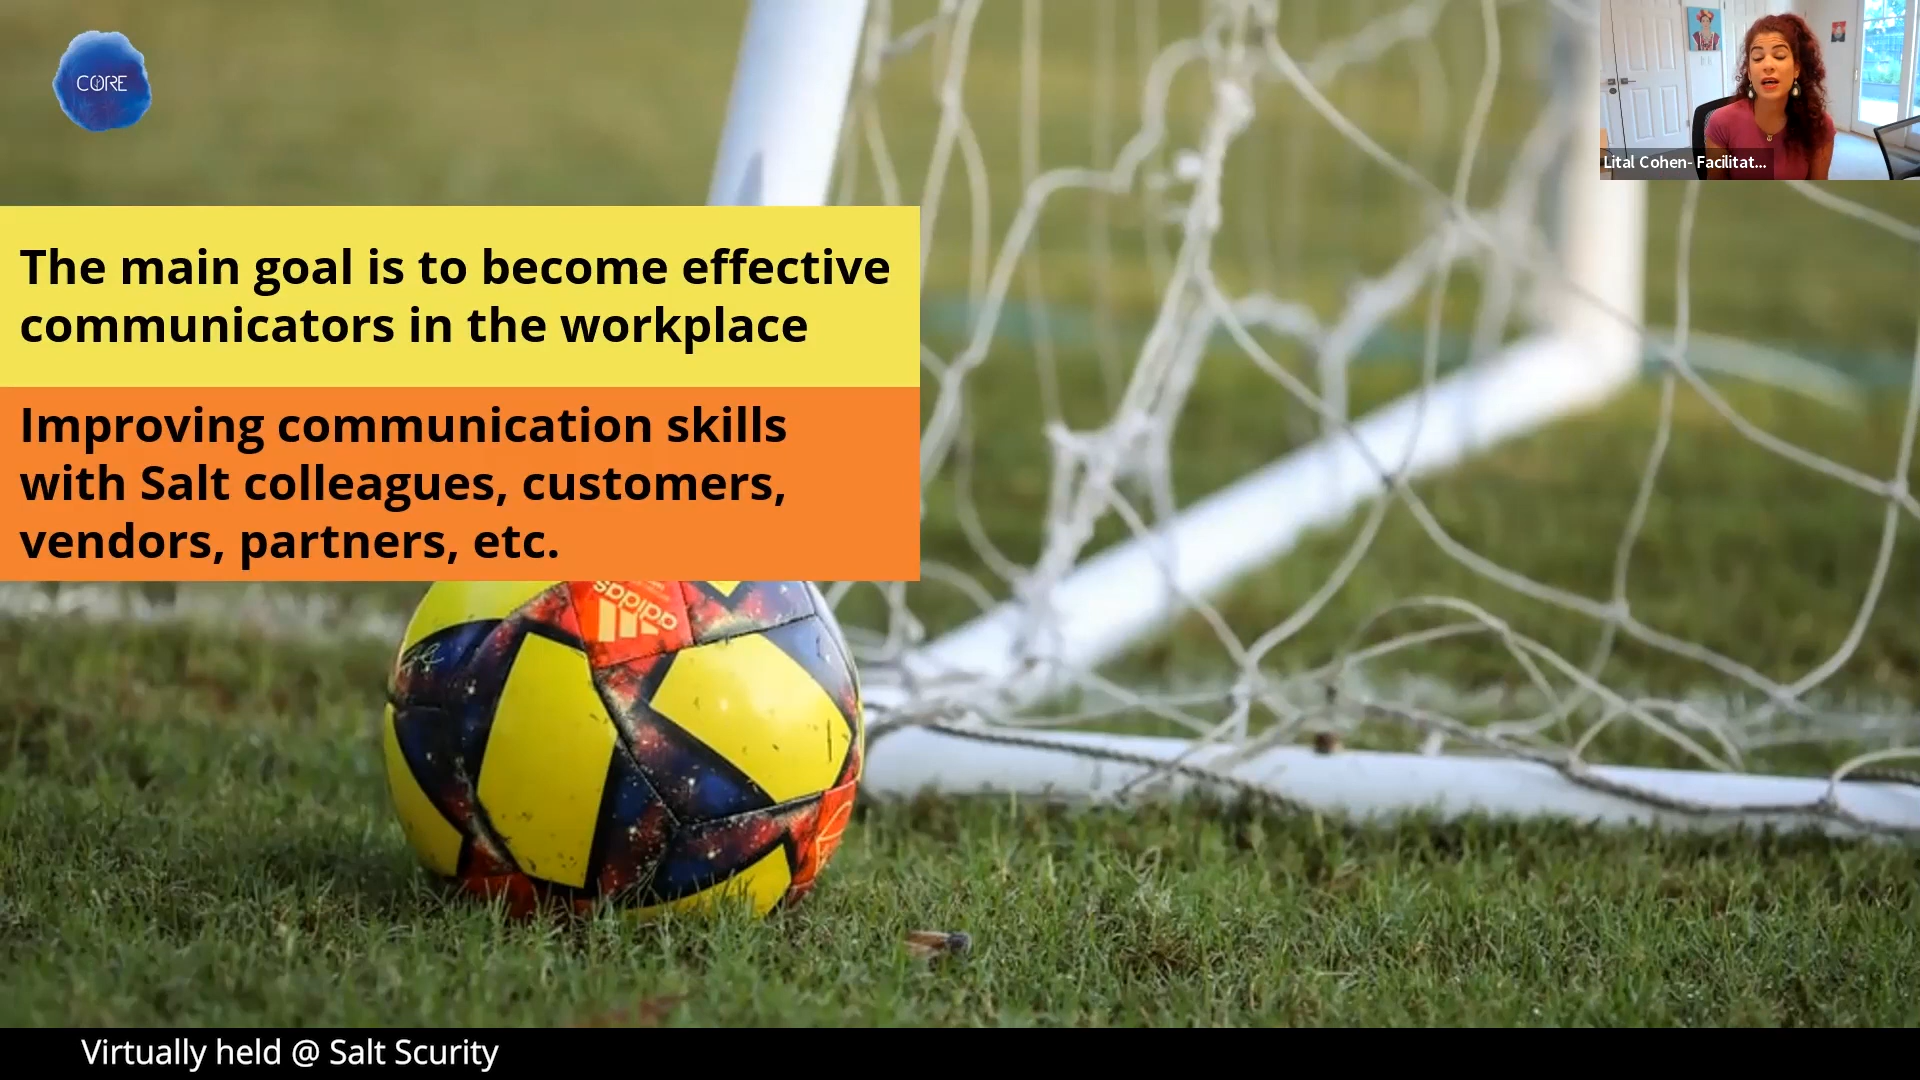 CORE
Lital Cohen- Facilitat...
The main goal is to become effective
communicators in the workplace
Improving communication skills
with Salt colleagues, customers,
vendors, partners, etc.
adidas
Virtually held @ Salt Scurity